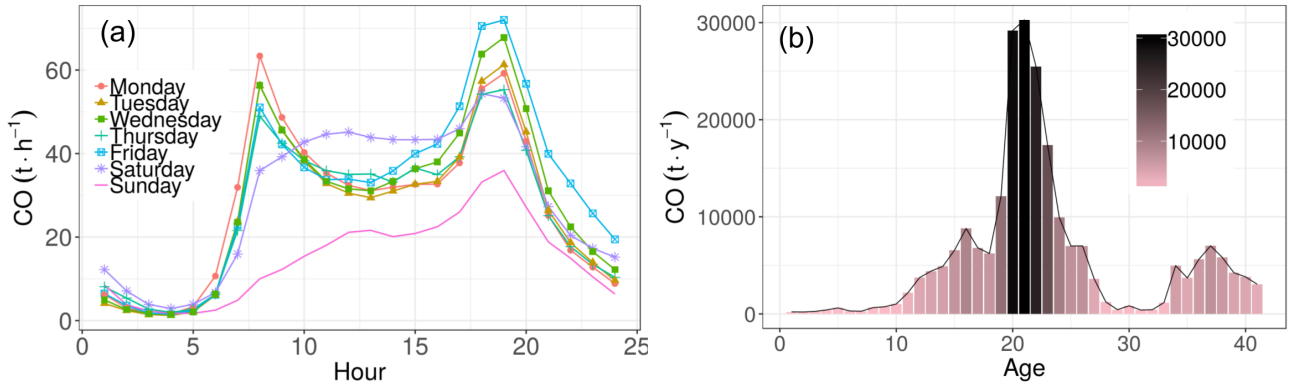 (a)
CO (t · h⁻¹)
60
40
20
0
Monday
Tuesday
Wednesday
Thursday
Friday
Saturday
Sunday
0 5 10 15 20 25
Hour
(b)
CO (t · y⁻¹)
30000
20000
10000
0
30000
20000
10000
0 10 20 30 40
Age